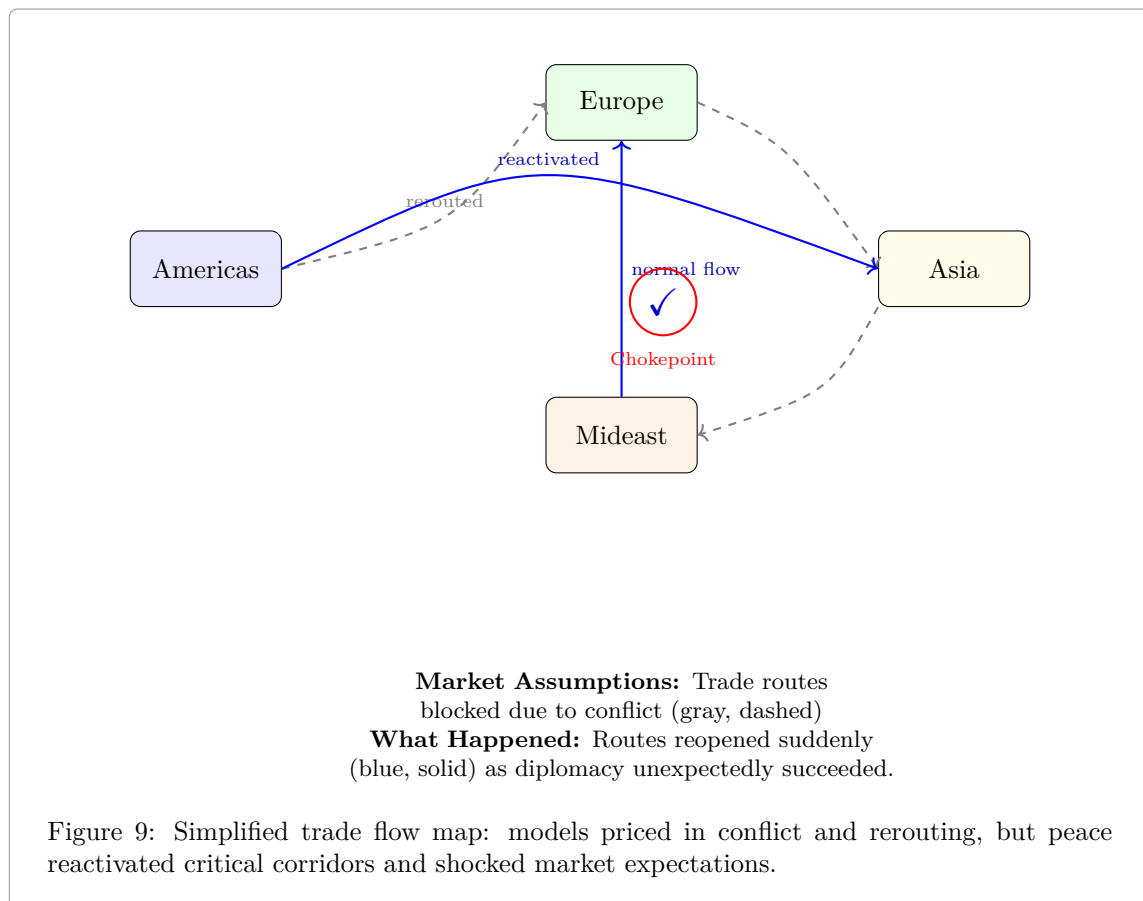 Europe
reactivated
rerouted
Americas
Asia
normal flow
✓
Chokepoint
Mideast
Market Assumptions: Trade routes
blocked due to conflict (gray, dashed)
What Happened: Routes reopened suddenly
(blue, solid) as diplomacy unexpectedly succeeded.
Figure 9: Simplified trade flow map: models priced in conflict and rerouting, but peace
reactivated critical corridors and shocked market expectations.